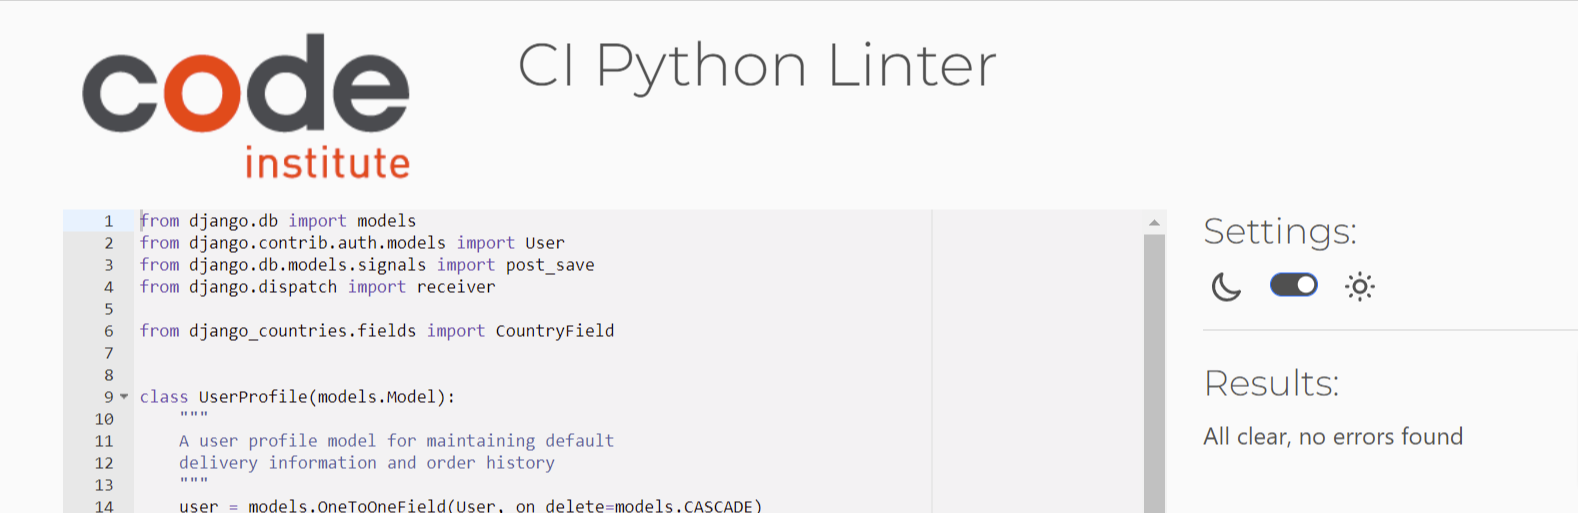 code
institute
CI Python Linter
1 from django.db import models
2 from django.contrib.auth.models import User
3 from django.db.models.signals import post_save
4 from django.dispatch import receiver
5
6 from django_countries.fields import CountryField
7
8
9 class UserProfile(models.Model):
10 """
11 A user profile model for maintaining default
12 delivery information and order history
13 """
14 user = models.OneToOneField(User, on_delete=models.CASCADE)
Settings:
Results:
All clear, no errors found